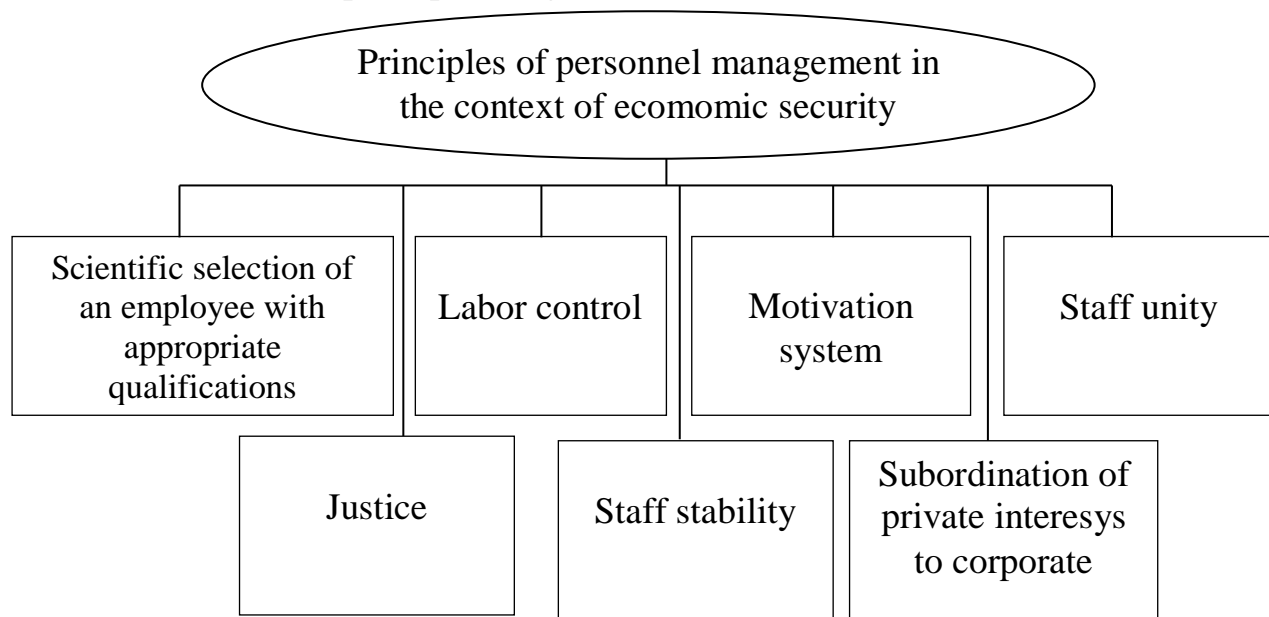 Principles of personnel management in
the context of ecomomic security
Scientific selection of
an employee with
appropriate
qualifications
Labor control
Motivation
system
Staff unity
Justice
Staff stability
Subordination of
private interesys
to corporate